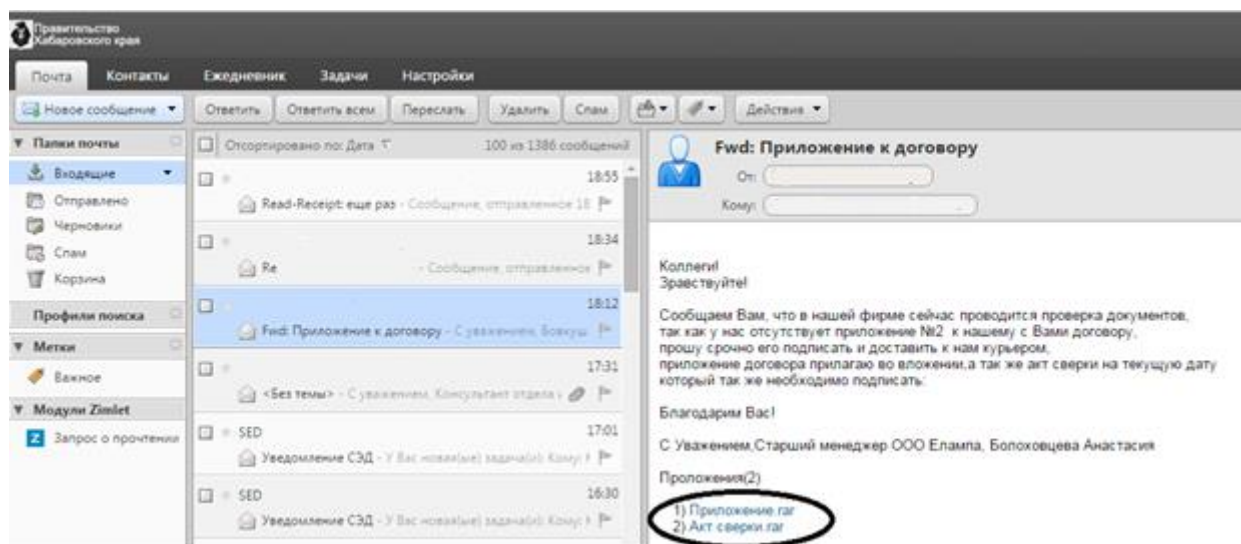 Правительство
Хабаровского края
Почта Контакты Ежедневник Задачи Настройки
Новое сообщение Ответить Ответить всем Переслать Удалить Спам Действия
Папки почты
Входящие
Отправлено
Черновики
Спам
Корзина
Профили поиска
Метки
Важное
Модули Zimlet
Запрос о прочтении
Отсортировано по: Дата 100 из 1386 сообщений
18:55
Read-Receipt: еще раз - Сообщение, отправленное 18
18:34
Re - Сообщение, отправленное
18:12
Fwd: Приложение к договору - С уважением,
17:31
<Без темы> - С уважением, Консультант отдела
SED 17:01
Уведомление СЭД - У Вас новая(ые) задача(и): Кому:
SED 16:30
Уведомление СЭД - У Вас новая(ые) задача(и): Кому:
Fwd: Приложение к договору
От:
Кому:
Коллеги!
Зравствуйте!
Сообщаем Вам, что в нашей фирме сейчас проводится проверка документов,
так как у нас отсутствует приложение №2 к нашему с Вами договору,
прошу срочно его подписать и доставить к нам курьером,
приложение договора прилагаю во вложении,а так же акт сверки на текущую дату
который так же необходимо подписать:
Благодарим Вас!
С Уважением,Старший менеджер ООО Елампа, Болоховцева Анастасия
Проложения(2)
1) Приложение.rar
2) Акт сверки.rar